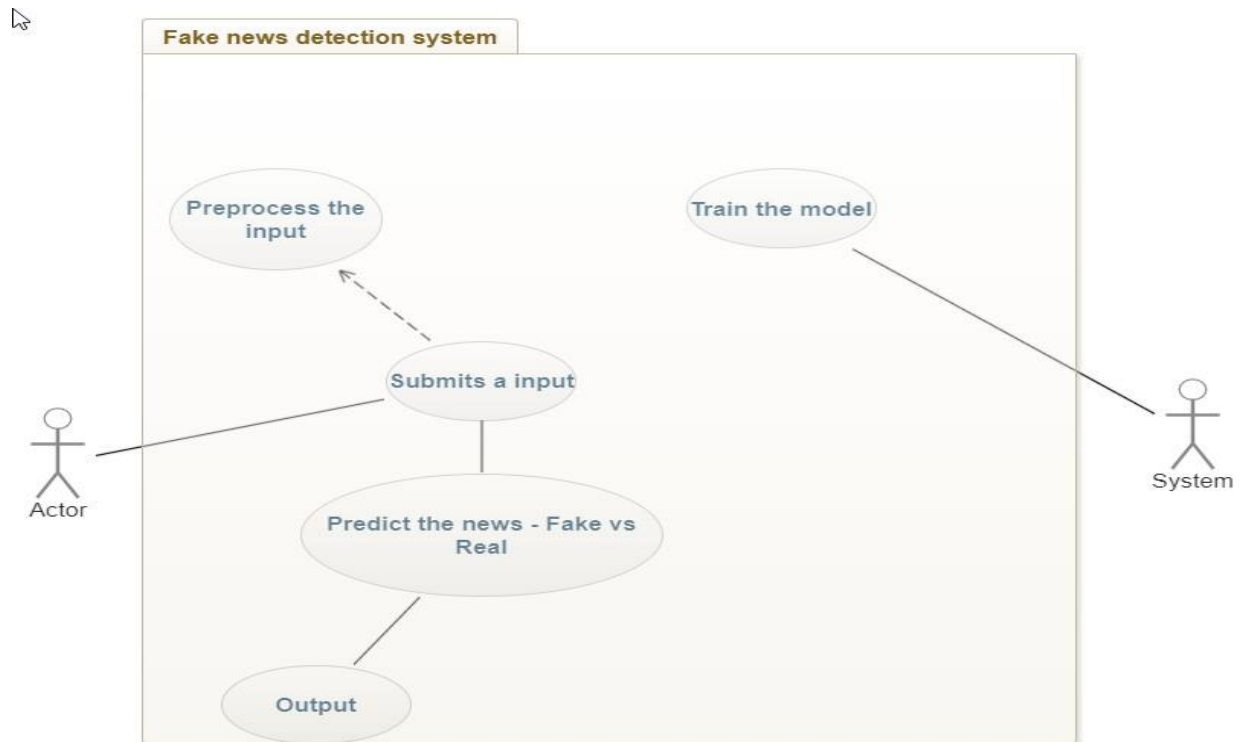 Fake news detection system
Preprocess the
input
Train the model
Submits a input
Actor
System
Predict the news - Fake vs
Real
Output